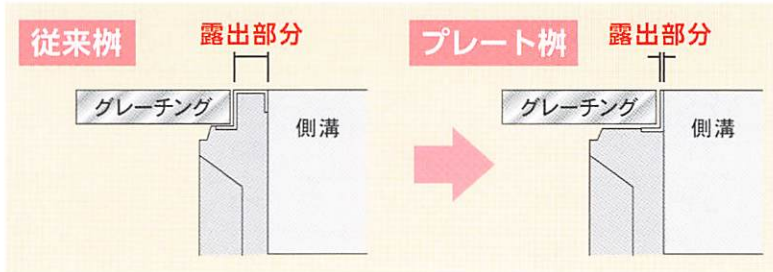 従来桝
露出部分
グレーチング
側溝
プレート桝
露出部分
グレーチング
側溝